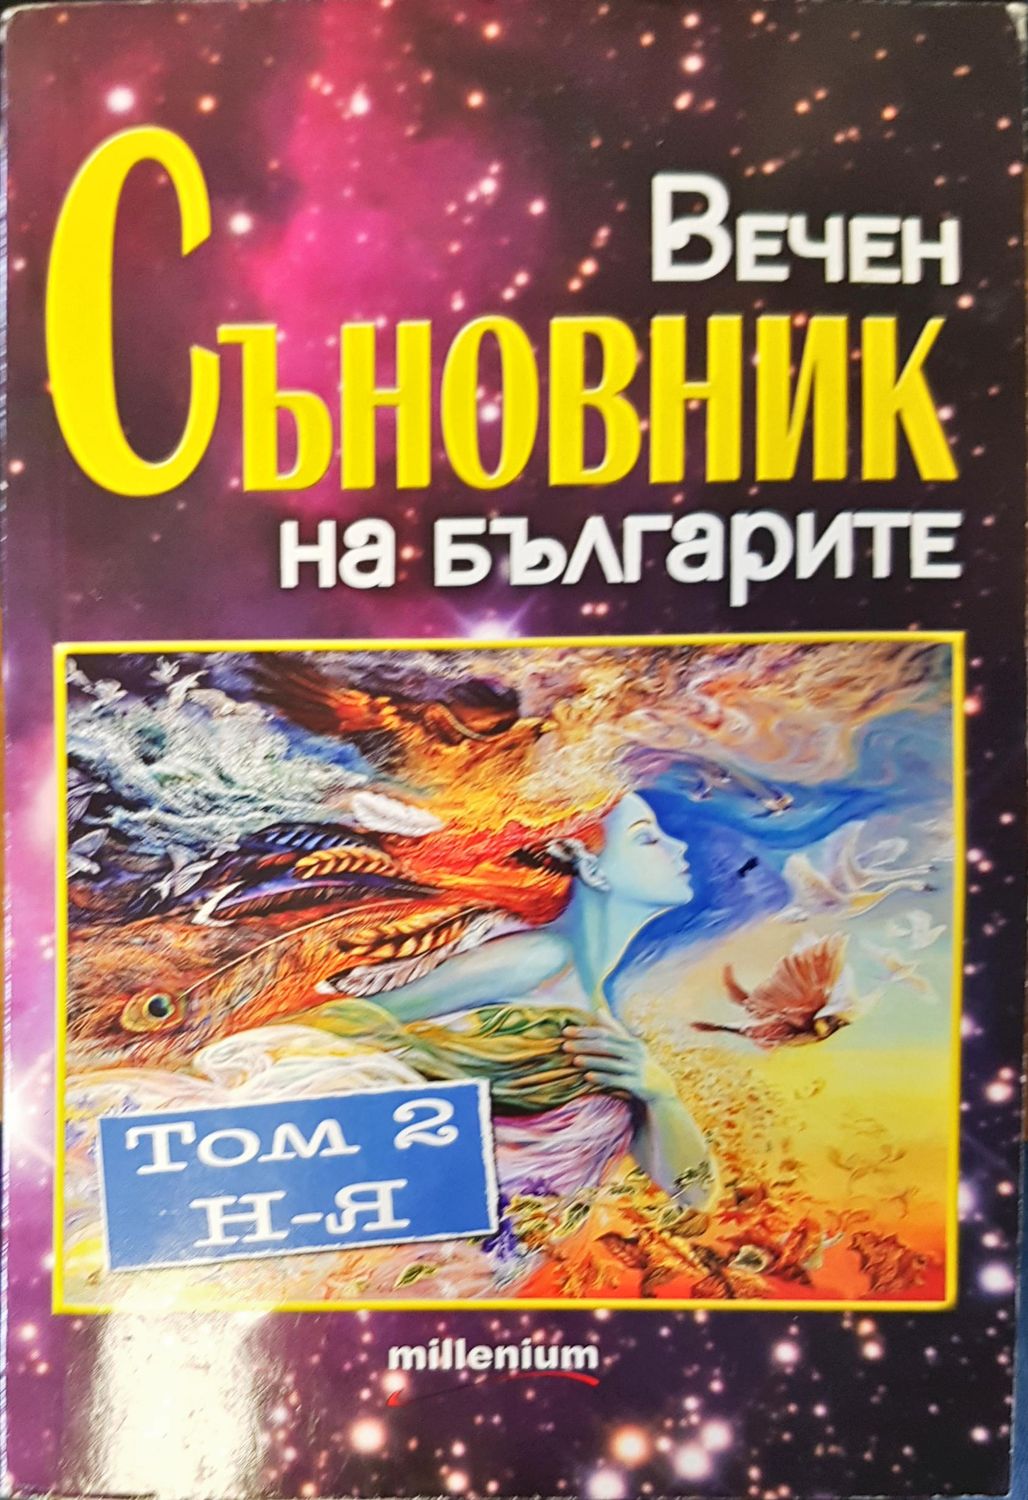 Вечен
Съновник
на българите
Том 2
Н-Я
millenium